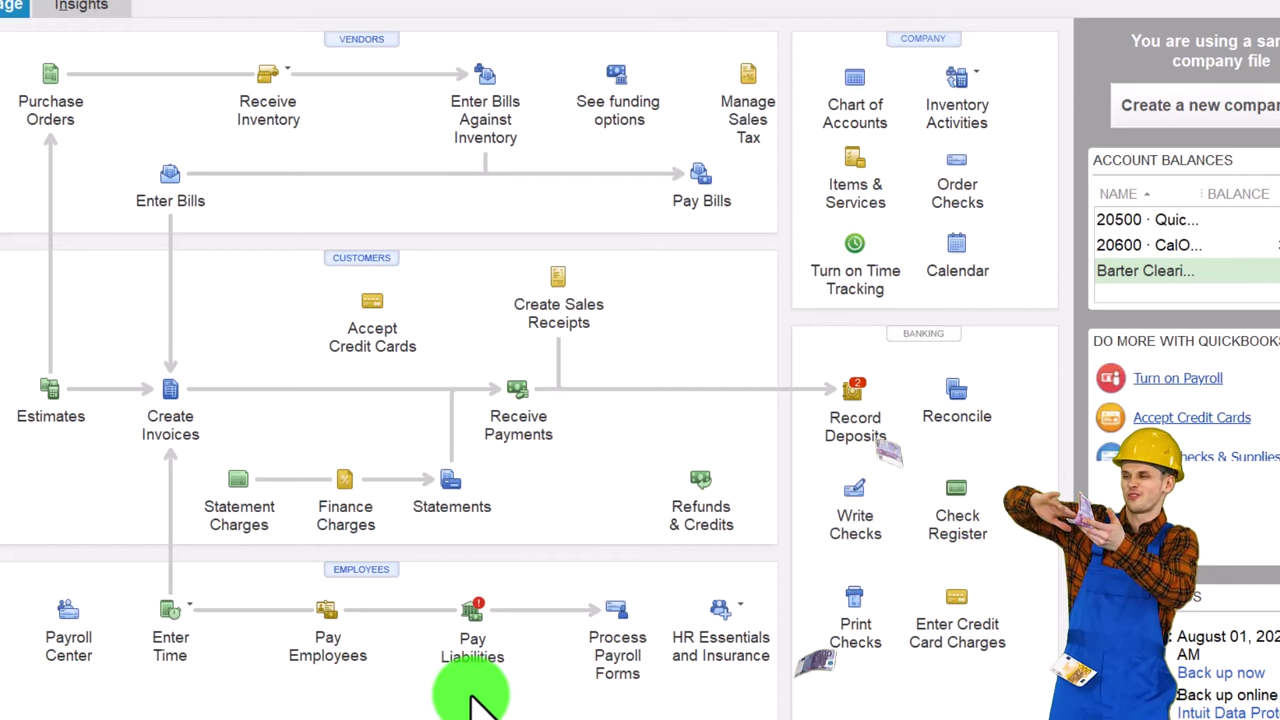 Insights
VENDORS
Purchase
Orders
Receive
Inventory
Enter Bills
Against
Inventory
See funding
options
Manage
Sales
Tax
Enter Bills
Pay Bills
CUSTOMERS
Accept
Credit Cards
Create Sales
Receipts
Estimates
Create
Invoices
Receive
Payments
Statement
Charges
Finance
Charges
Statements
Refunds
& Credits
EMPLOYEES
Payroll
Center
Enter
Time
Pay
Employees
!
Pay
Liabilities
Process
Payroll
Forms
HR Essentials
and Insurance
COMPANY
Chart of
Accounts
Inventory
Activities
Items &
Services
Order
Checks
Turn on Time
Tracking
Calendar
BANKING
2
Record
Deposits
Reconcile
Write
Checks
Check
Register
Print
Checks
Enter Credit
Card Charges
You are using a sa
company file
Create a new compan
ACCOUNT BALANCES
NAME BALANCE
20500 · Quic...
20600 · CalO...
Barter Cleari...
DO MORE WITH QUICKBOOKS
Turn on Payroll
Accept Credit Cards
Checks & Supplies
August 01, 202
AM
Back up now
Back up online
Intuit Data Prot